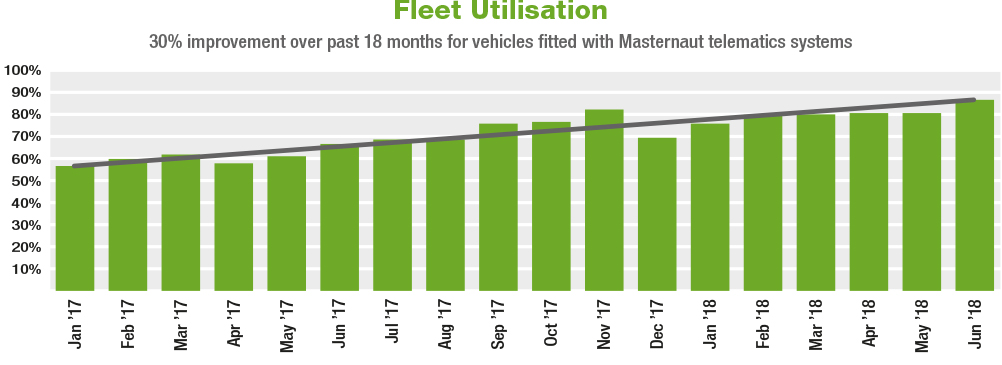 Fleet Utilisation
30% improvement over past 18 months for vehicles fitted with Masternaut telematics systems
100%
90%
80%
70%
60%
50%
40%
30%
20%
10%
Jan ’17
Feb ’17
Mar ’17
Apr ’17
May ’17
Jun ’17
Jul ’17
Aug ’17
Sep ’17
Oct ’17
Nov ’17
Dec ’17
Jan ’18
Feb ’18
Mar ’18
Apr ’18
May ’18
Jun ’18